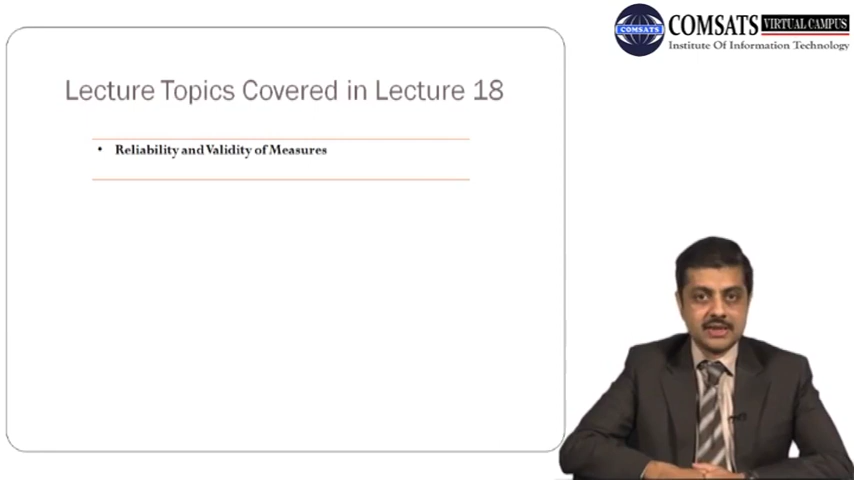 COMSATS
COMSATS VIRTUAL CAMPUS
Institute Of Information Technology
Lecture Topics Covered in Lecture 18
• Reliability and Validity of Measures